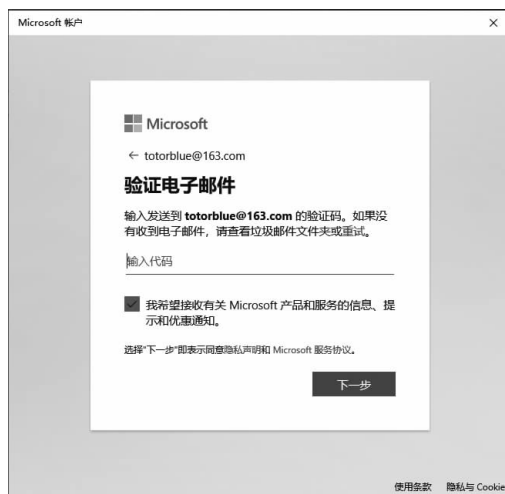 Microsoft 帐户
Microsoft
← totorblue@163.com
验证电子邮件
输入发送到 totorblue@163.com 的验证码。如果没
有收到电子邮件，请查看垃圾邮件文件夹或重试。
输入代码
我希望接收有关 Microsoft 产品和服务的信息、提
示和优惠通知。
选择"下一步"即表示同意隐私声明和 Microsoft 服务协议。
下一步
使用条款 隐私与 Cookie